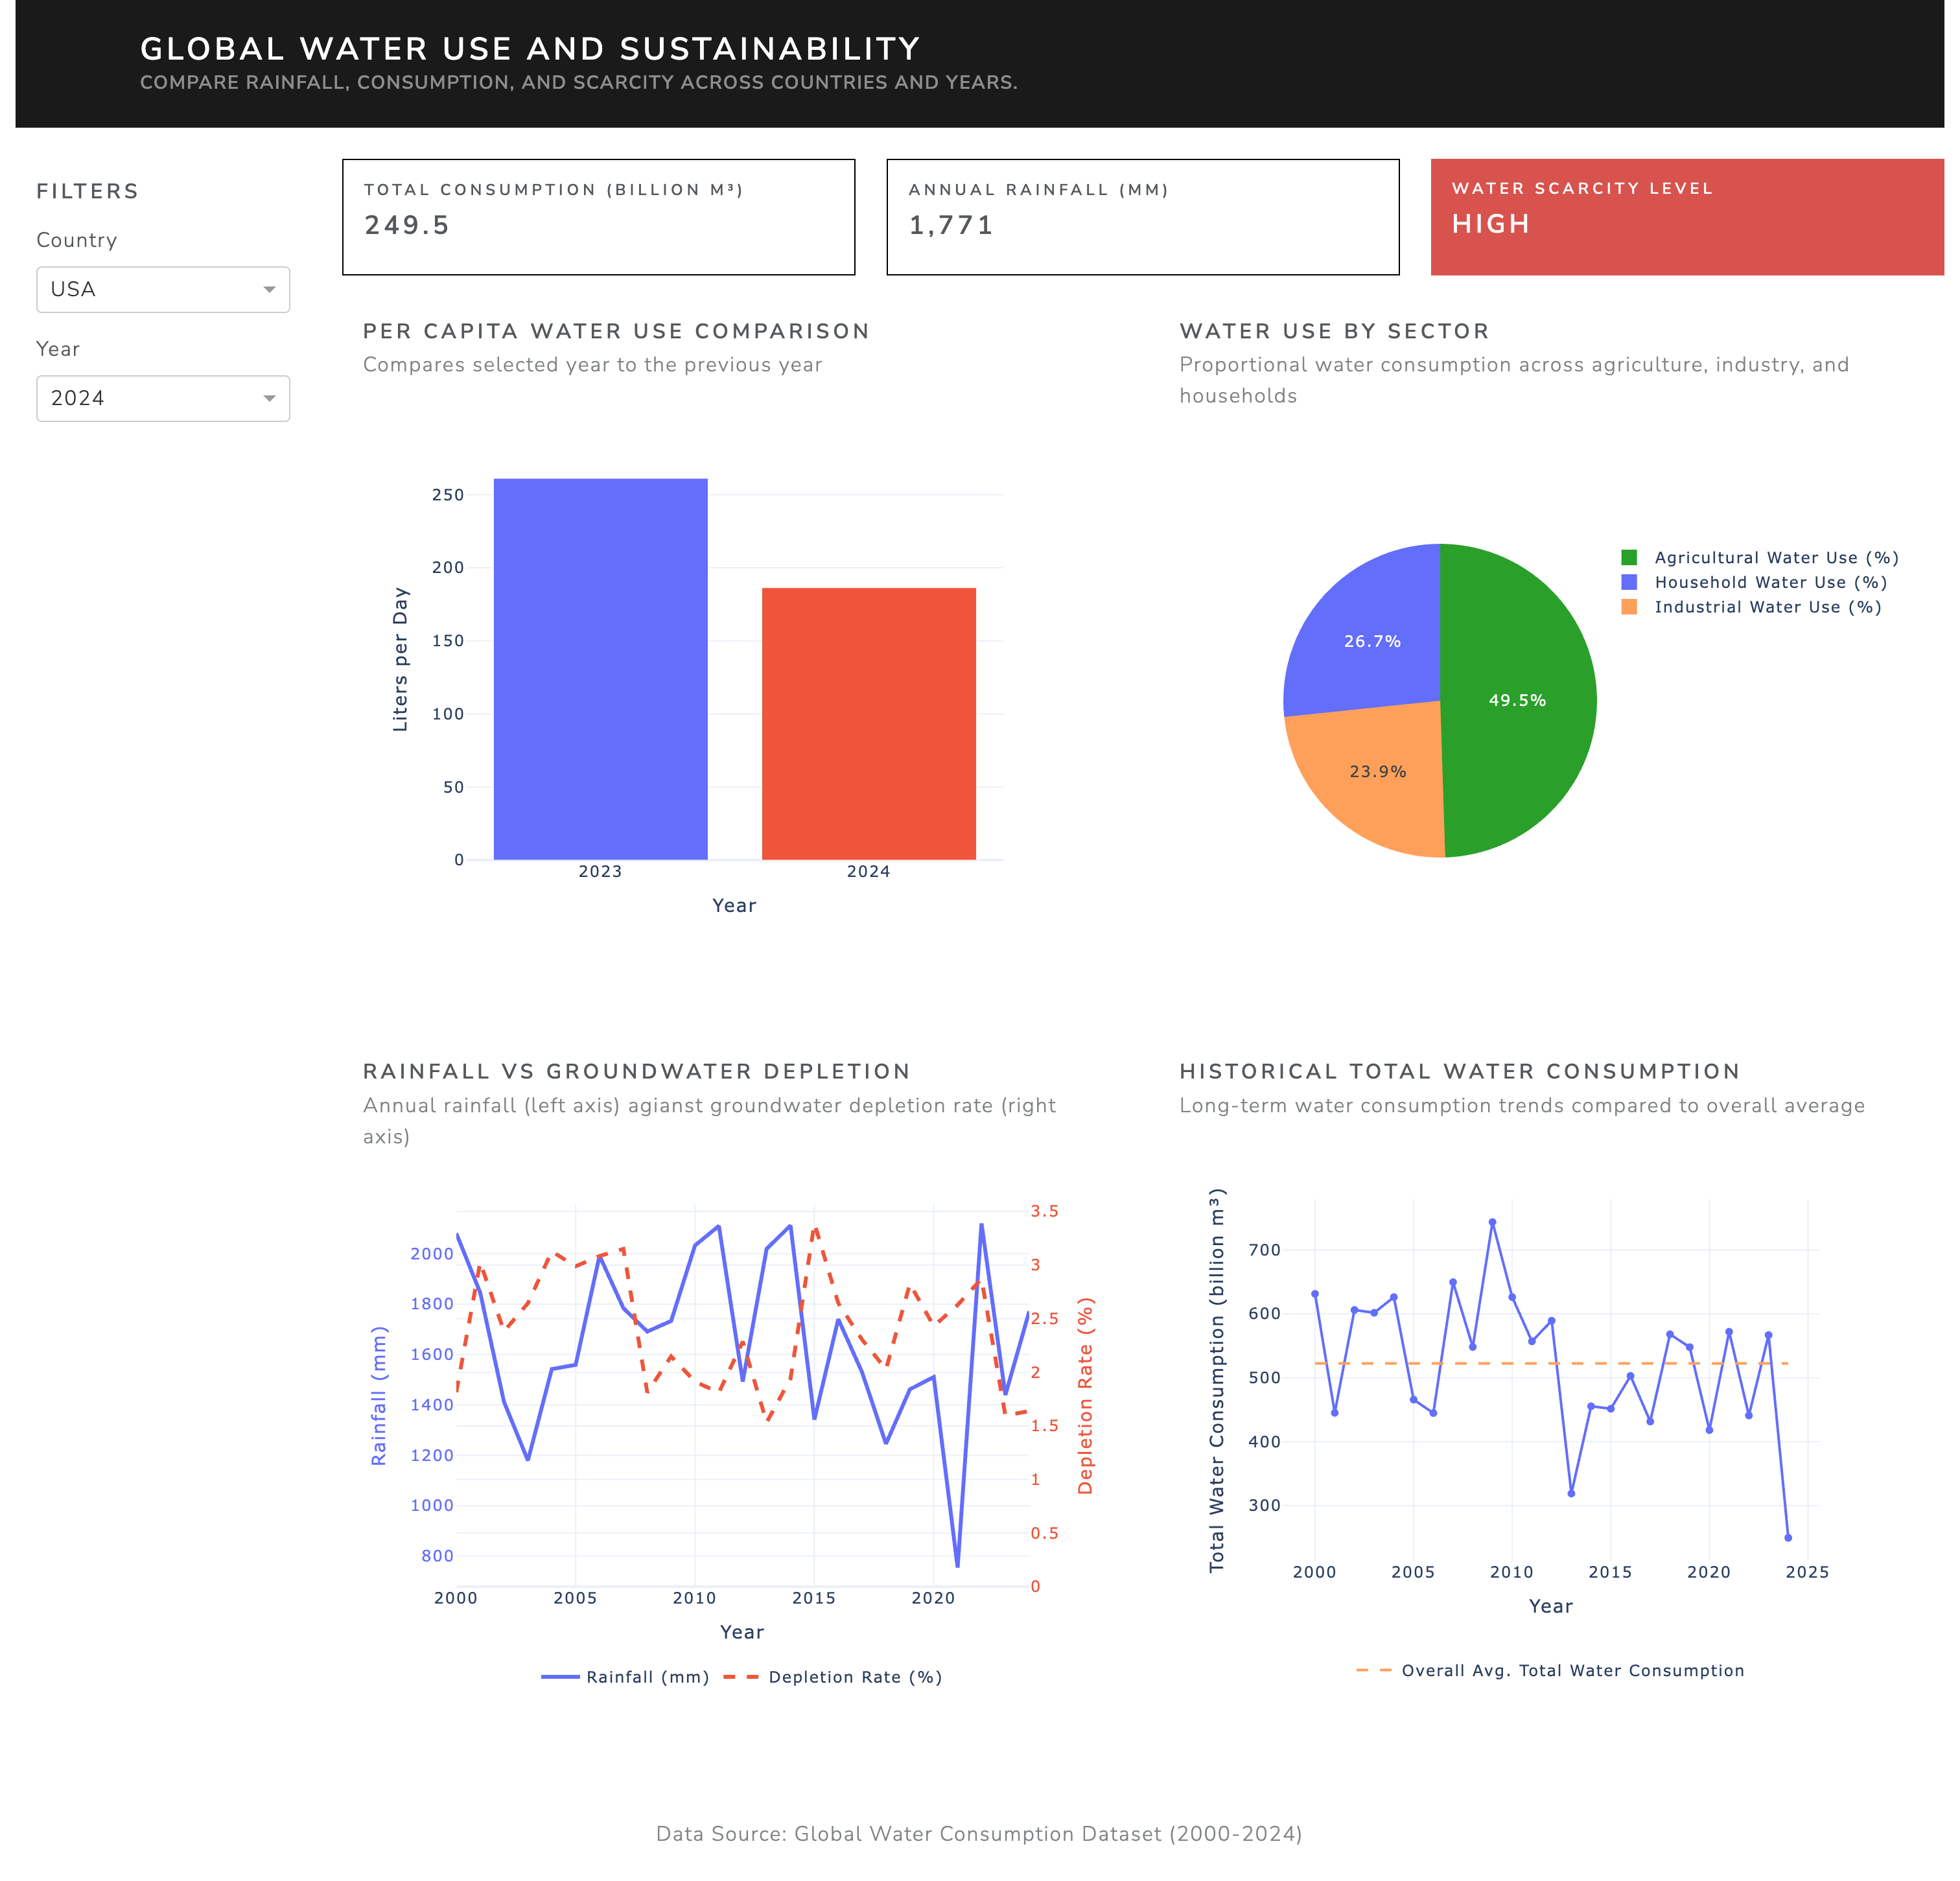 GLOBAL WATER USE AND SUSTAINABILITY
COMPARE RAINFALL, CONSUMPTION, AND SCARCITY ACROSS COUNTRIES AND YEARS.
FILTERS
Country
USA
Year
2024
TOTAL CONSUMPTION (BILLION M³)
249.5
ANNUAL RAINFALL (MM)
1,771
WATER SCARCITY LEVEL
HIGH
PER CAPITA WATER USE COMPARISON
Compares selected year to the previous year
Liters per Day
250
200
150
100
50
0
2023
2024
Year
WATER USE BY SECTOR
Proportional water consumption across agriculture, industry, and
households
26.7%
49.5%
23.9%
Agricultural Water Use (%)
Household Water Use (%)
Industrial Water Use (%)
RAINFALL VS GROUNDWATER DEPLETION
Annual rainfall (left axis) agianst groundwater depletion rate (right
axis)
Rainfall (mm)
2000
1800
1600
1400
1200
1000
800
3.5
3
2.5
2
1.5
1
0.5
0
Depletion Rate (%)
2000
2005
2010
2015
2020
Year
Rainfall (mm)
Depletion Rate (%)
HISTORICAL TOTAL WATER CONSUMPTION
Long-term water consumption trends compared to overall average
Total Water Consumption (billion m³)
700
600
500
400
300
2000
2005
2010
2015
2020
2025
Year
Overall Avg. Total Water Consumption
Data Source: Global Water Consumption Dataset (2000-2024)